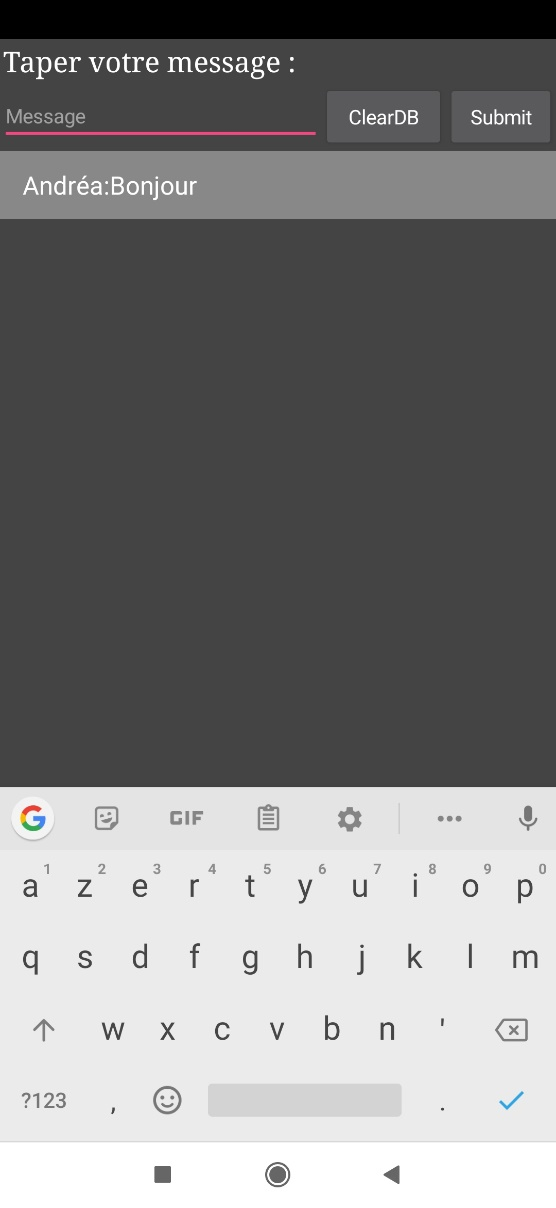 Taper votre message :
Message
ClearDB
Submit
Andréa:Bonjour
G GIF
a 1 z 2 e 3 r 4 t 5 y 6 u 7 i 8 o 9 p 0
q s d f g h j k l m
w x c v b n '
?123 , .